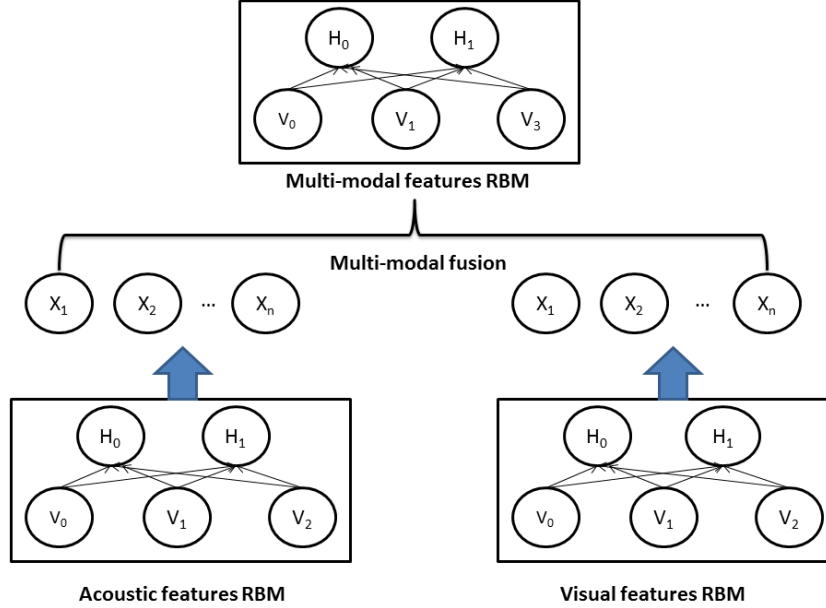 H₀ H₁
V₀ V₁ V₃
Multi-modal features RBM
Multi-modal fusion
X₁ X₂ ... Xₙ X₁ X₂ ... Xₙ
H₀ H₁ H₀ H₁
V₀ V₁ V₂ V₀ V₁ V₂
Acoustic features RBM Visual features RBM